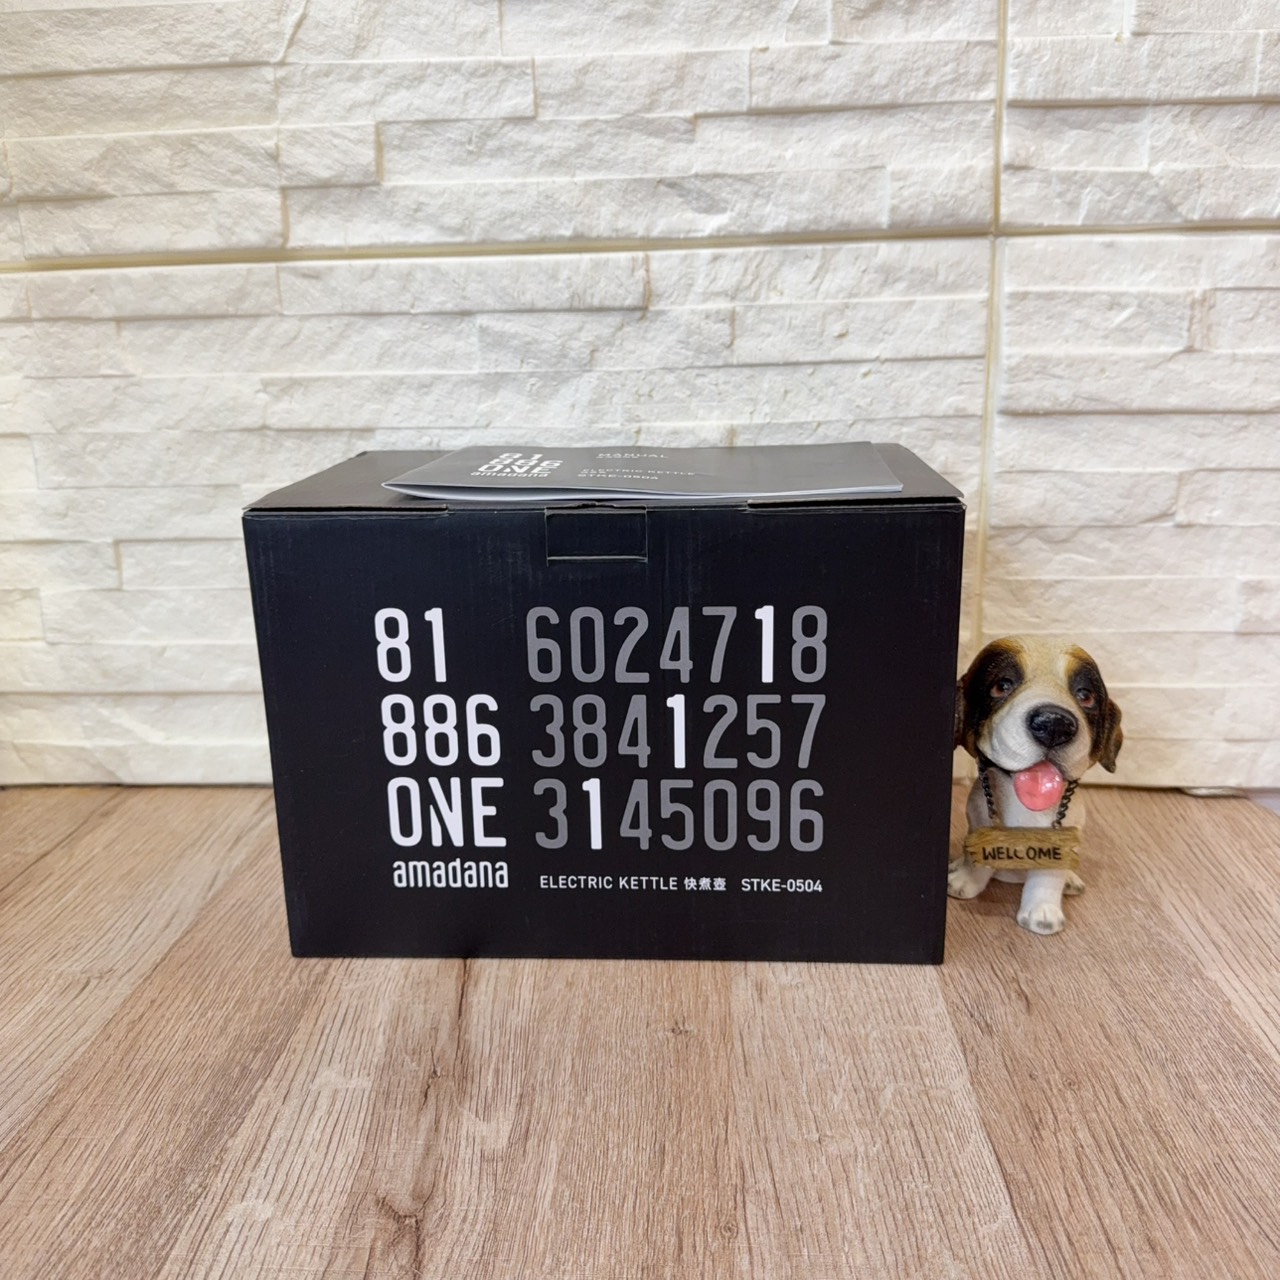 MANUAL
ONE
amadana
ELECTRIC KETTLE
STKE-0504
81 6024718
886 3841257
ONE 3145096
amadana ELECTRIC KETTLE 快煮壺 STKE-0504
WELCOME